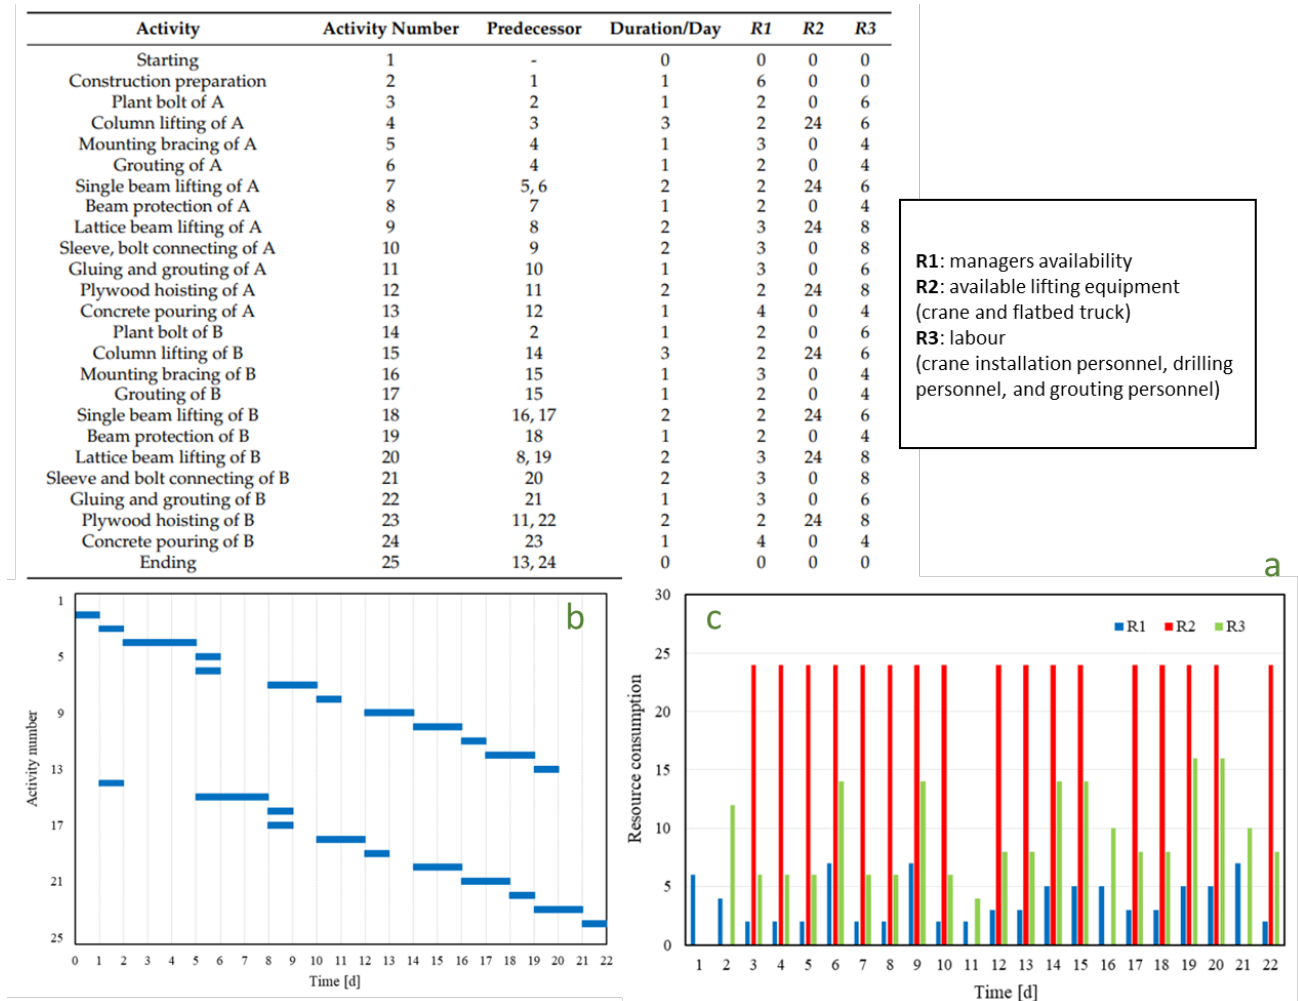 Activity Activity Number Predecessor Duration/Day R1 R2 R3
Starting 1 - 0 0 0 0
Construction preparation 2 1 1 6 0 0
Plant bolt of A 3 2 1 2 0 6
Column lifting of A 4 3 3 2 24 6
Mounting bracing of A 5 4 1 3 0 4
Grouting of A 6 4 1 2 0 4
Single beam lifting of A 7 5, 6 2 2 24 6
Beam protection of A 8 7 1 2 0 4
Lattice beam lifting of A 9 8 2 3 24 8
Sleeve, bolt connecting of A 10 9 2 3 0 8
Gluing and grouting of A 11 10 1 3 0 6
Plywood hoisting of A 12 11 2 2 24 8
Concrete pouring of A 13 12 1 4 0 4
Plant bolt of B 14 2 1 2 0 6
Column lifting of B 15 14 3 2 24 6
Mounting bracing of B 16 15 1 3 0 4
Grouting of B 17 15 1 2 0 4
Single beam lifting of B 18 16, 17 2 2 24 6
Beam protection of B 19 18 1 2 0 4
Lattice beam lifting of B 20 8, 19 2 3 24 8
Sleeve and bolt connecting of B 21 20 2 3 0 8
Gluing and grouting of B 22 21 1 3 0 6
Plywood hoisting of B 23 11, 22 2 2 24 8
Concrete pouring of B 24 23 1 4 0 4
Ending 25 13, 24 0 0 0 0
R1: managers availability
R2: available lifting equipment
(crane and flatbed truck)
R3: labour
(crane installation personnel, drilling
personnel, and grouting personnel)
a
b
Activity number
1
5
9
13
17
21
25
0 1 2 3 4 5 6 7 8 9 10 11 12 13 14 15 16 17 18 19 20 21 22
Time [d]
c
R1 R2 R3
Resource consumption
30
25
20
15
10
5
0
1 2 3 4 5 6 7 8 9 10 11 12 13 14 15 16 17 18 19 20 21 22
Time [d]